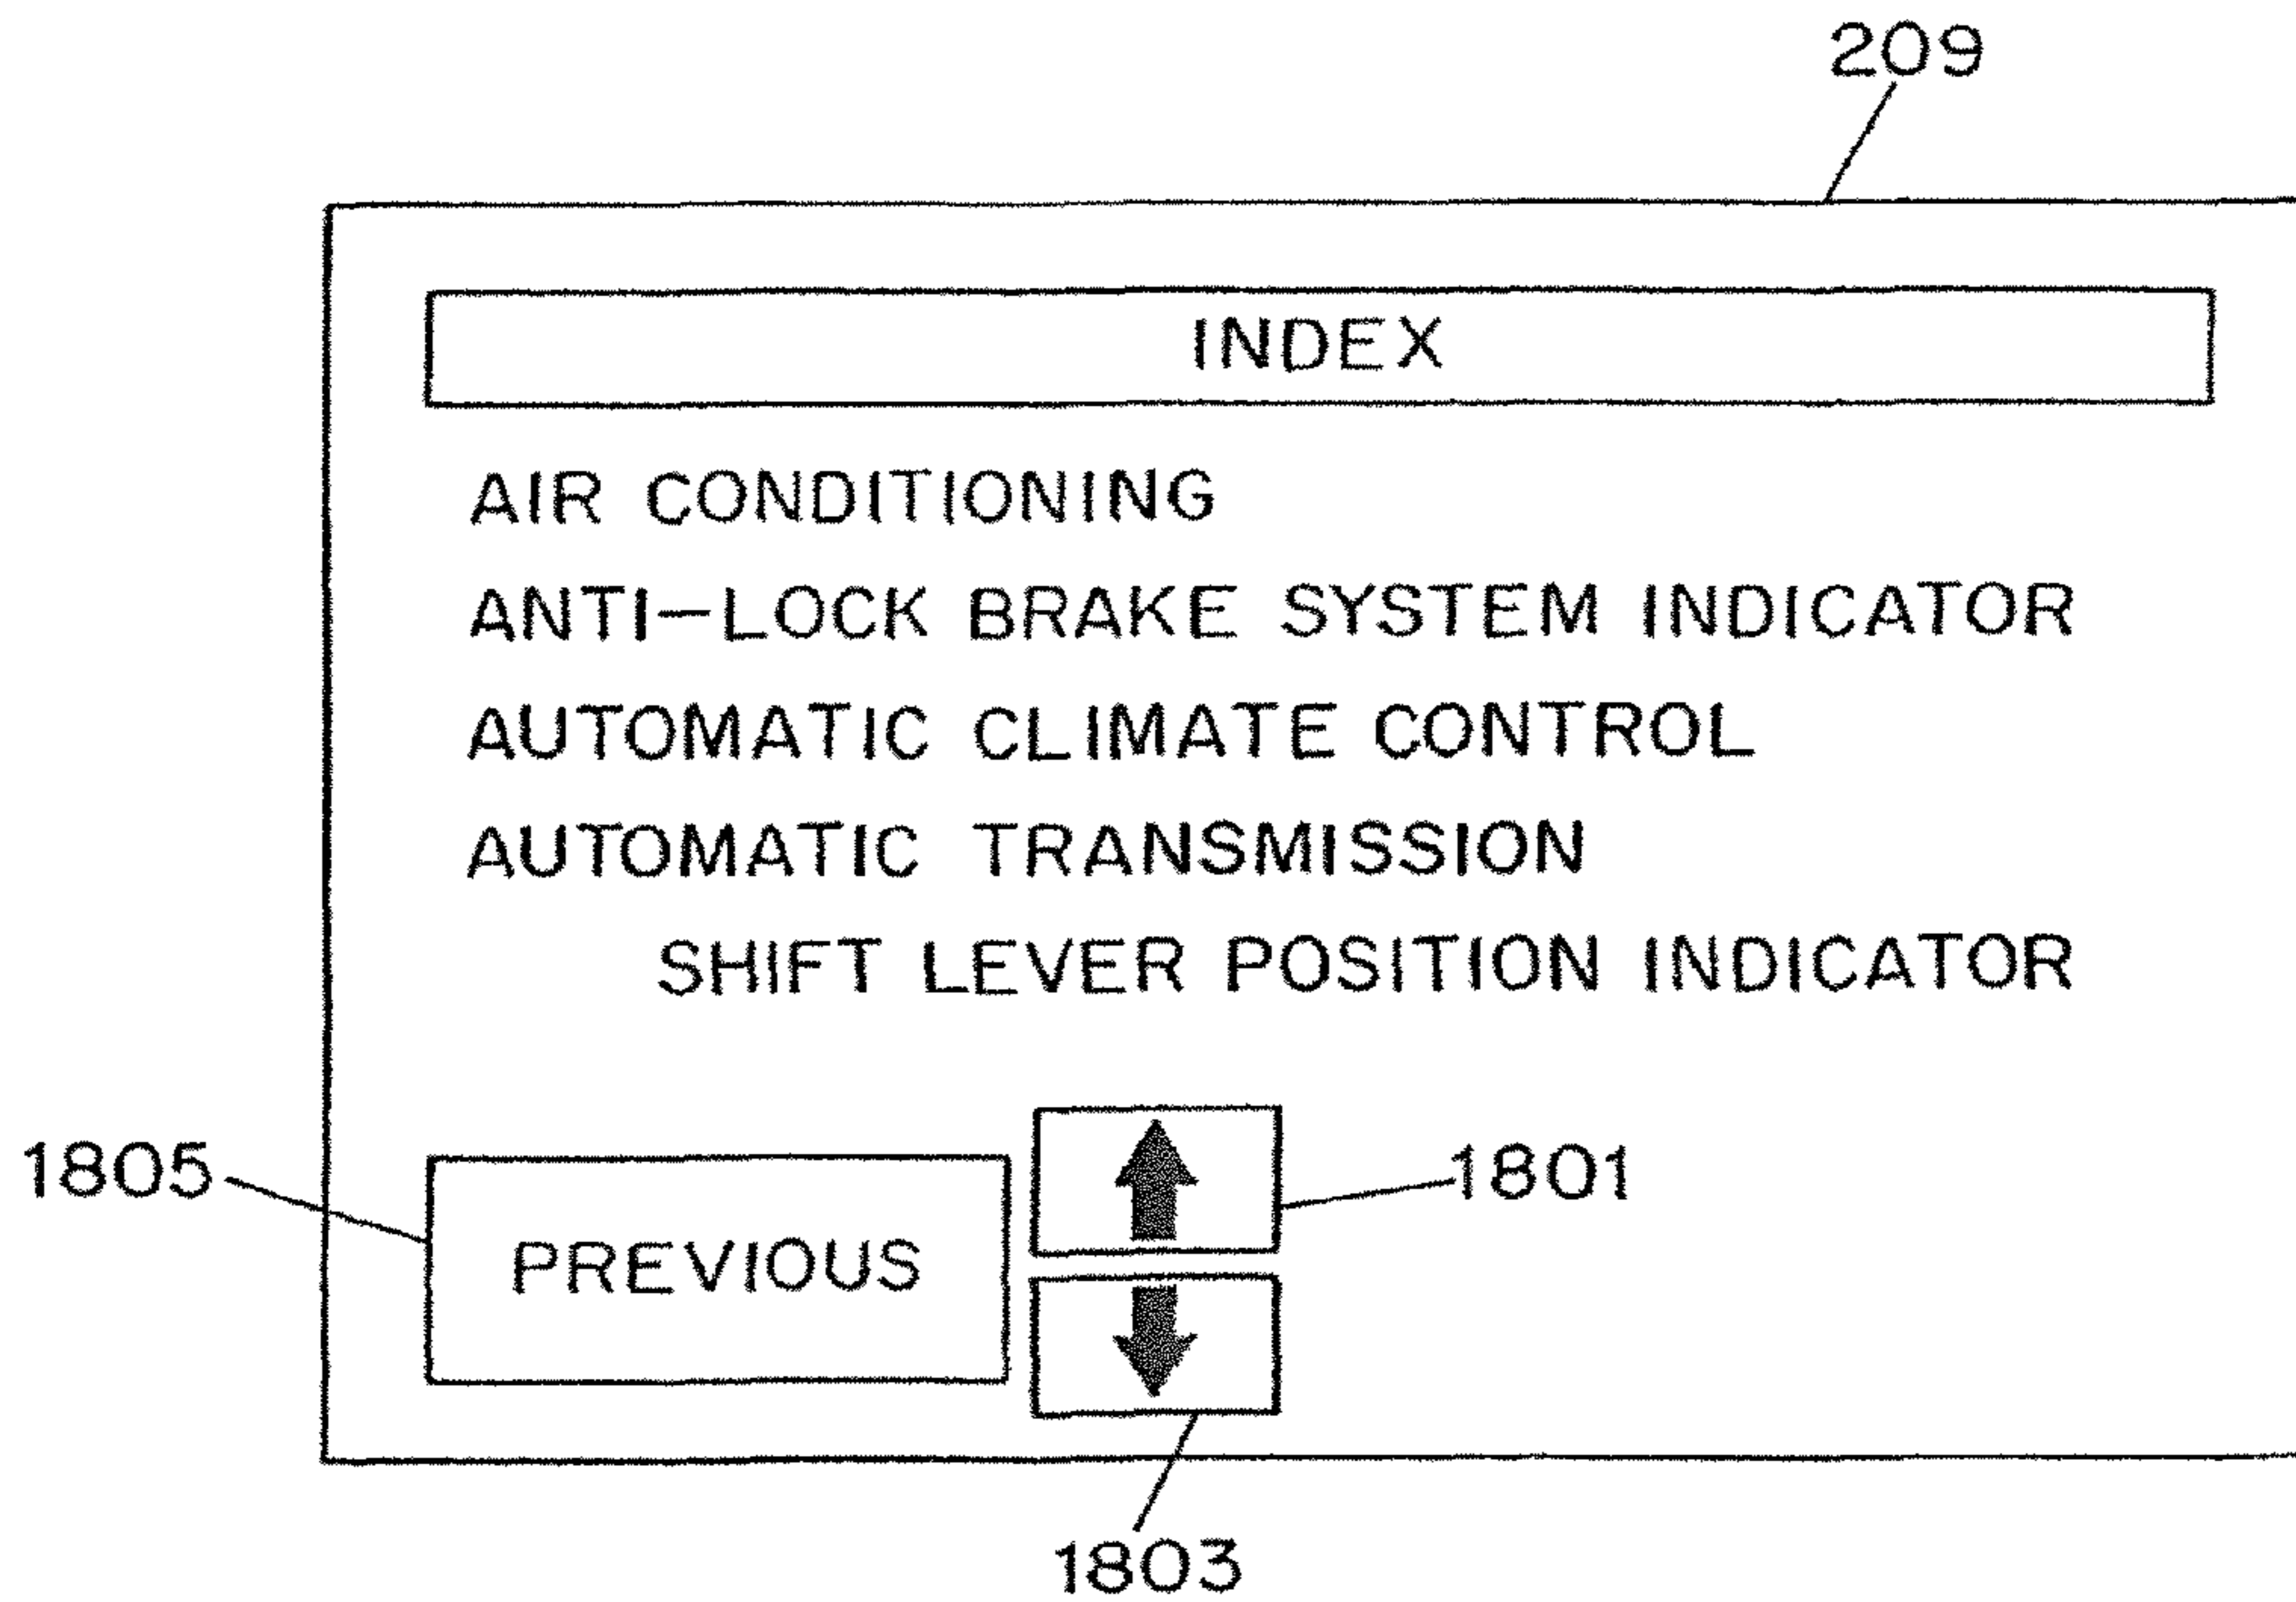 209
INDEX
AIR CONDITIONING
ANTI-LOCK BRAKE SYSTEM INDICATOR
AUTOMATIC CLIMATE CONTROL
AUTOMATIC TRANSMISSION
SHIFT LEVER POSITION INDICATOR
1805
PREVIOUS
1801
1803